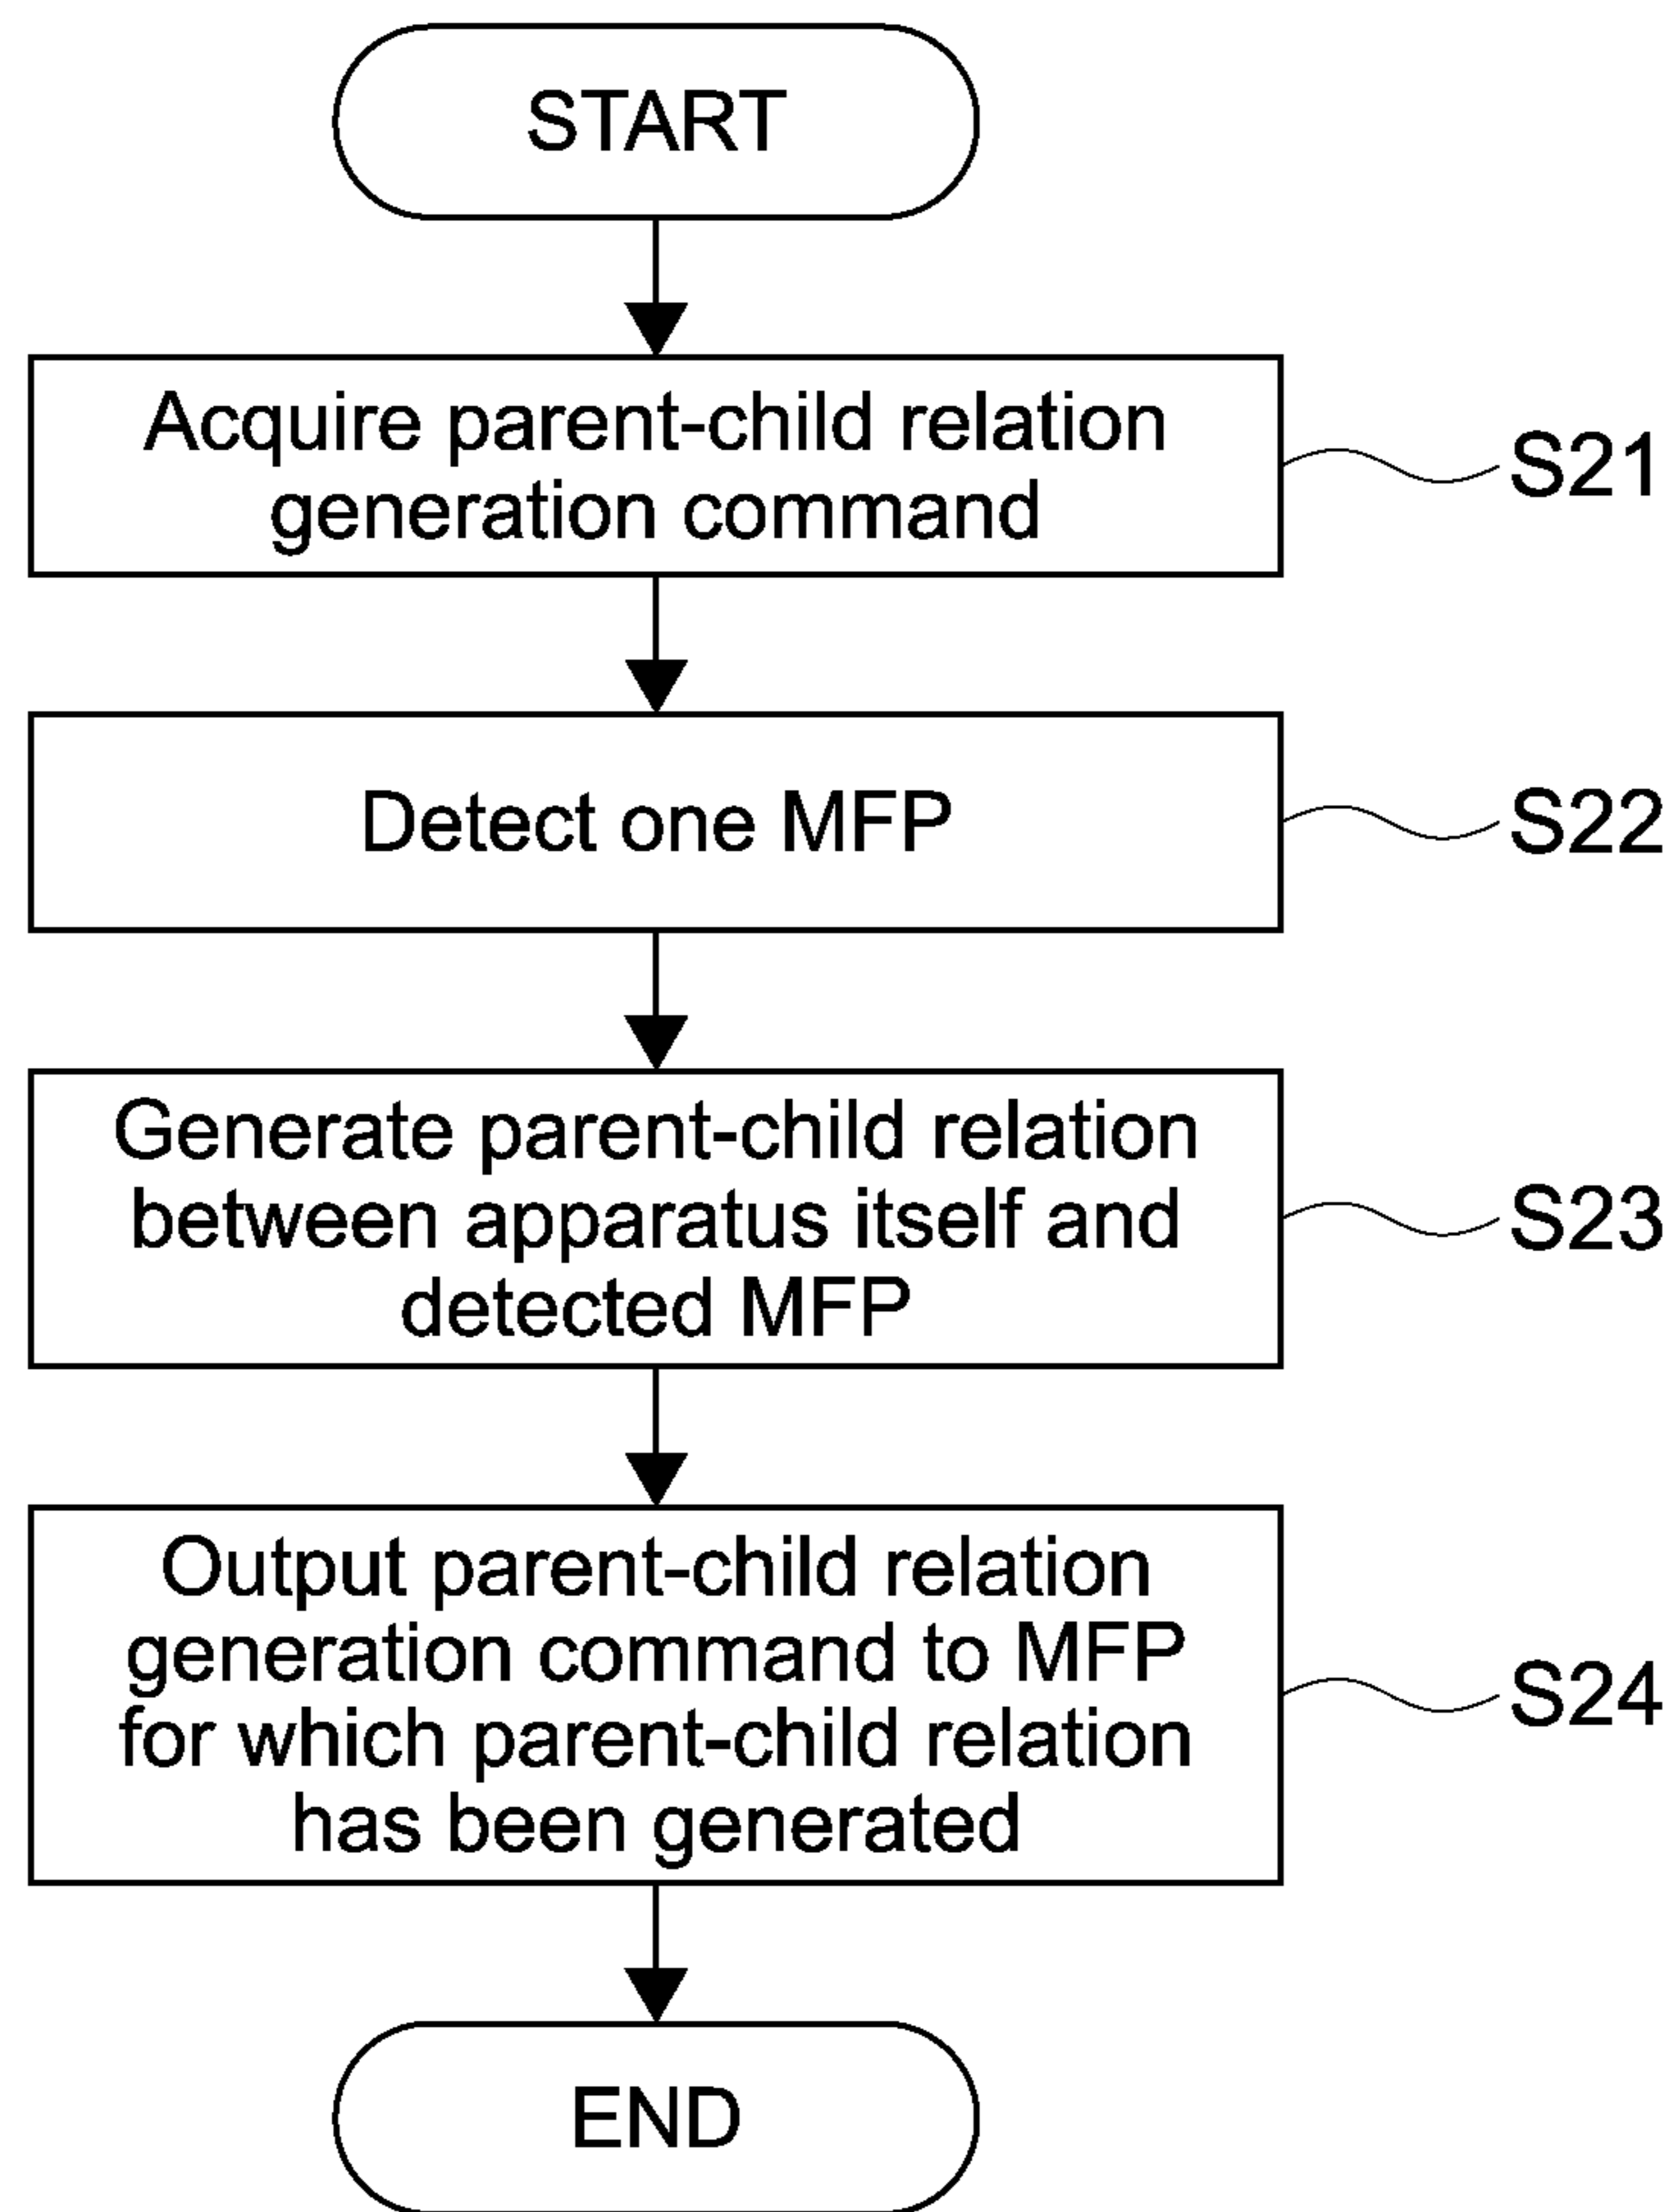 START
Acquire parent-child relation
generation command
S21
Detect one MFP
S22
Generate parent-child relation
between apparatus itself and
detected MFP
S23
Output parent-child relation
generation command to MFP
for which parent-child relation
has been generated
S24
END